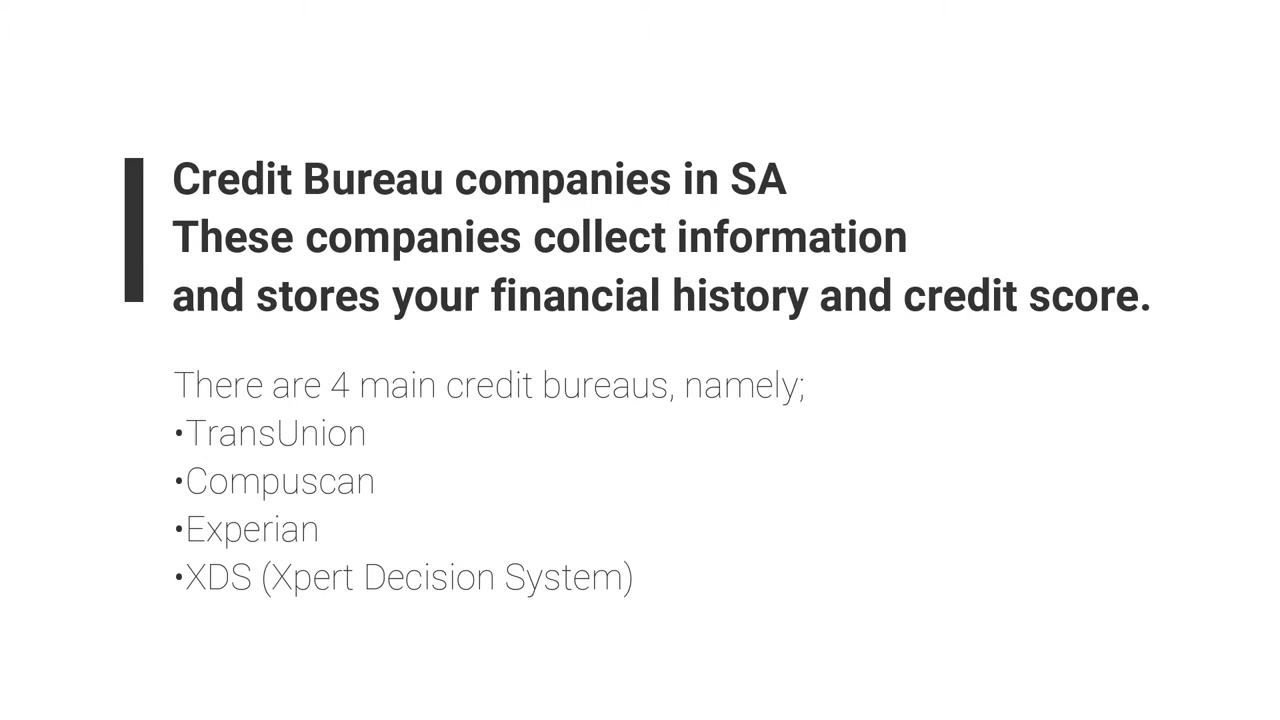 Credit Bureau companies in SA
These companies collect information
and stores your financial history and credit score.
There are 4 main credit bureaus, namely;
•TransUnion
•Compuscan
•Experian
•XDS (Xpert Decision System)